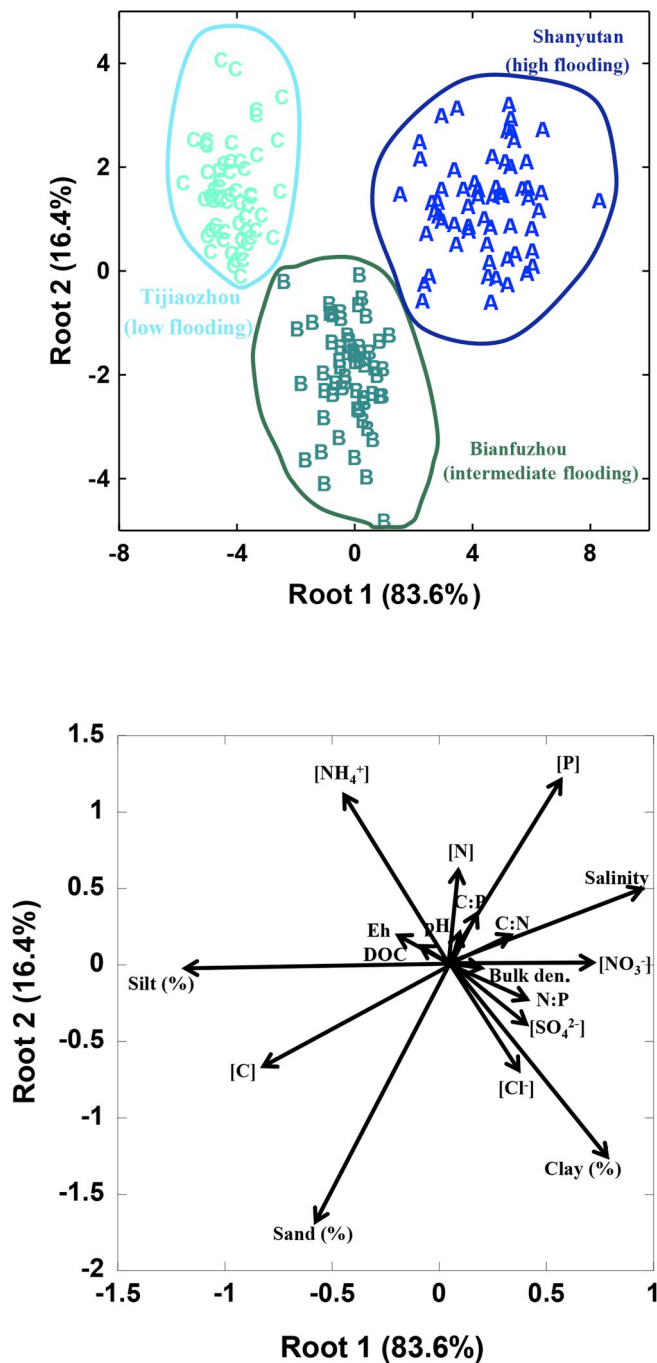 Shanyutan
(high flooding)
Tijiaozhou
(low flooding)
Bianfuzhou
(intermediate flooding)
4
2
0
-2
-4
-8
-4
0
4
8
Root 2 (16.4%)
Root 1 (83.6%)
1.5
1
0.5
0
-0.5
-1
-1.5
-2
-1.5
-1
-0.5
0
0.5
1
Root 2 (16.4%)
Root 1 (83.6%)
[NH₄⁺]
[P]
[N]
C:P
Salinity
pH
C:N
Eh
DOC
[NO₃⁻]
Silt (%)
Bulk den.
N:P
[SO₄²⁻]
[C]
[Cl⁻]
Clay (%)
Sand (%)